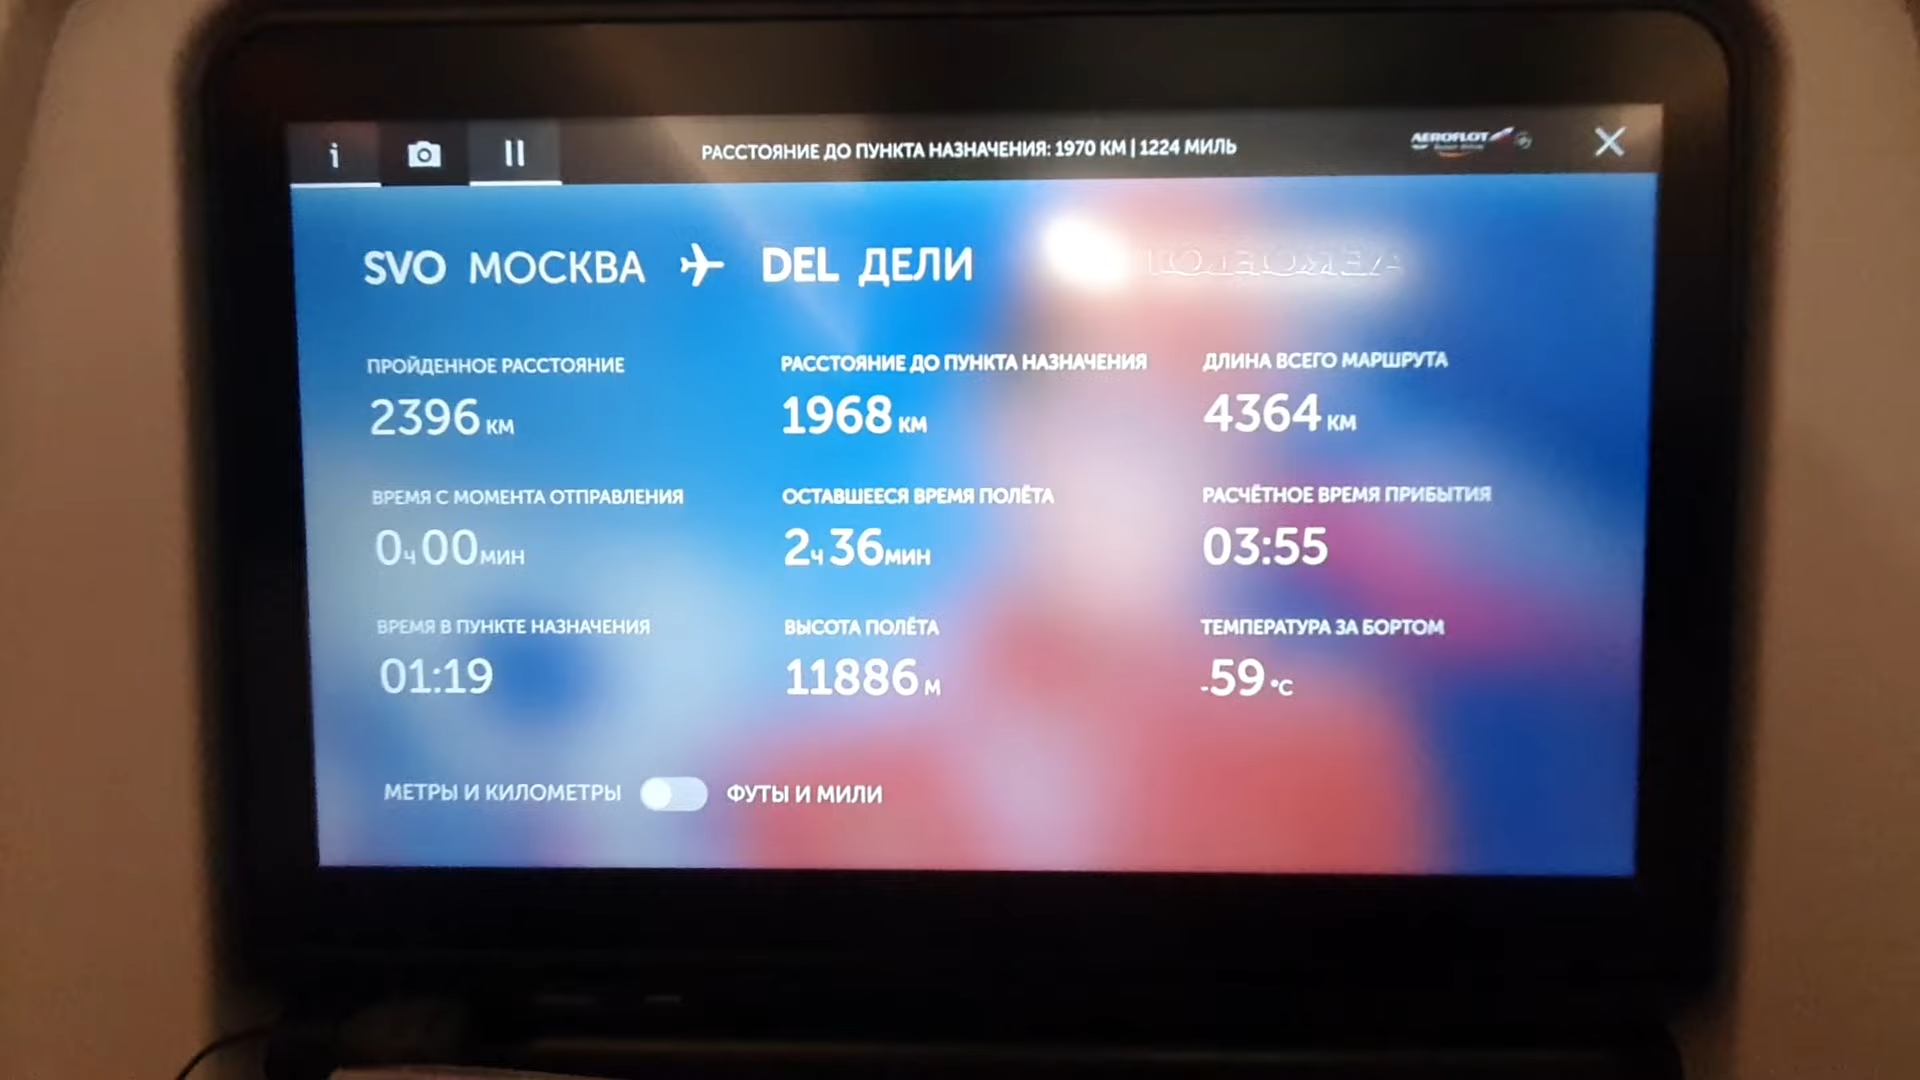 i
РАССТОЯНИЕ ДО ПУНКТА НАЗНАЧЕНИЯ: 1970 КМ | 1224 МИЛЬ
AEROFLOT
SVO МОСКВА DEL ДЕЛИ
ПРОЙДЕННОЕ РАССТОЯНИЕ РАССТОЯНИЕ ДО ПУНКТА НАЗНАЧЕНИЯ ДЛИНА ВСЕГО МАРШРУТА
2396 КМ 1968 КМ 4364 КМ
ВРЕМЯ С МОМЕНТА ОТПРАВЛЕНИЯ ОСТАВШЕЕСЯ ВРЕМЯ ПОЛЁТА РАСЧЁТНОЕ ВРЕМЯ ПРИБЫТИЯ
0ч 00МИН 2ч 36МИН 03:55
ВРЕМЯ В ПУНКТЕ НАЗНАЧЕНИЯ ВЫСОТА ПОЛЁТА ТЕМПЕРАТУРА ЗА БОРТОМ
01:19 11886 М -59 °C
МЕТРЫ И КИЛОМЕТРЫ ФУТЫ И МИЛИ